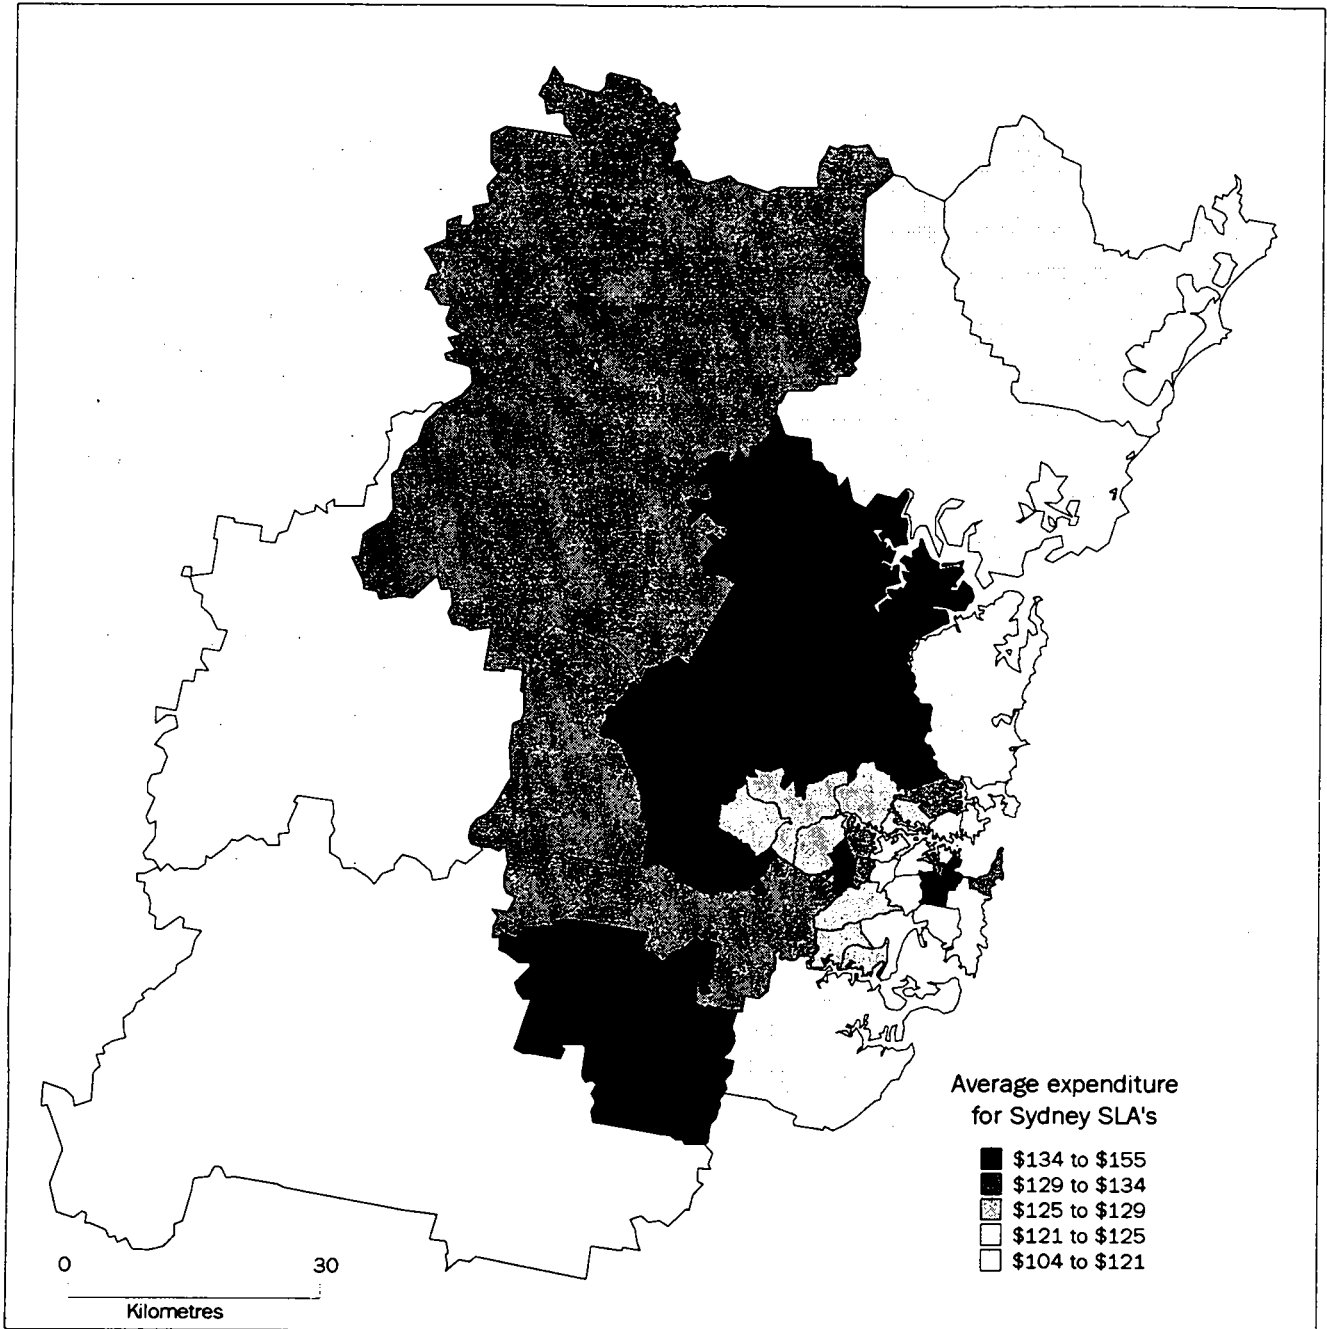 Average expenditure
for Sydney SLA's
$134 to $155
$129 to $134
$125 to $129
$121 to $125
$104 to $121
0 30
Kilometres